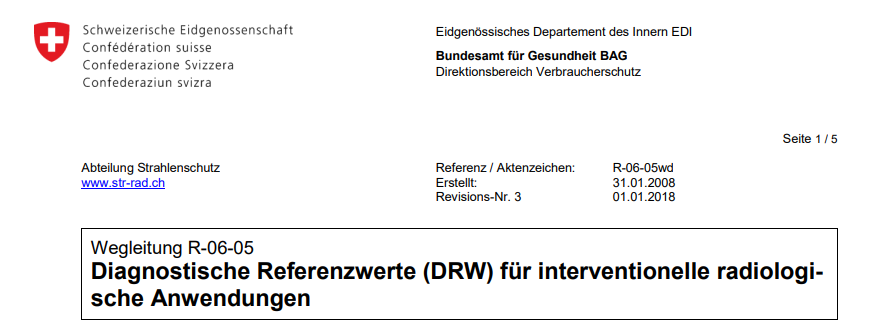 Schweizerische Eidgenossenschaft
Confédération suisse
Confederazione Svizzera
Confederaziun svizra
Eidgenössisches Departement des Innern EDI
Bundesamt für Gesundheit BAG
Direktionsbereich Verbraucherschutz
Seite 1 / 5
Abteilung Strahlenschutz
www.str-rad.ch
Referenz / Aktenzeichen: R-06-05wd
Erstellt: 31.01.2008
Revisions-Nr. 3 01.01.2018
Wegleitung R-06-05
Diagnostische Referenzwerte (DRW) für interventionelle radiologi-
sche Anwendungen